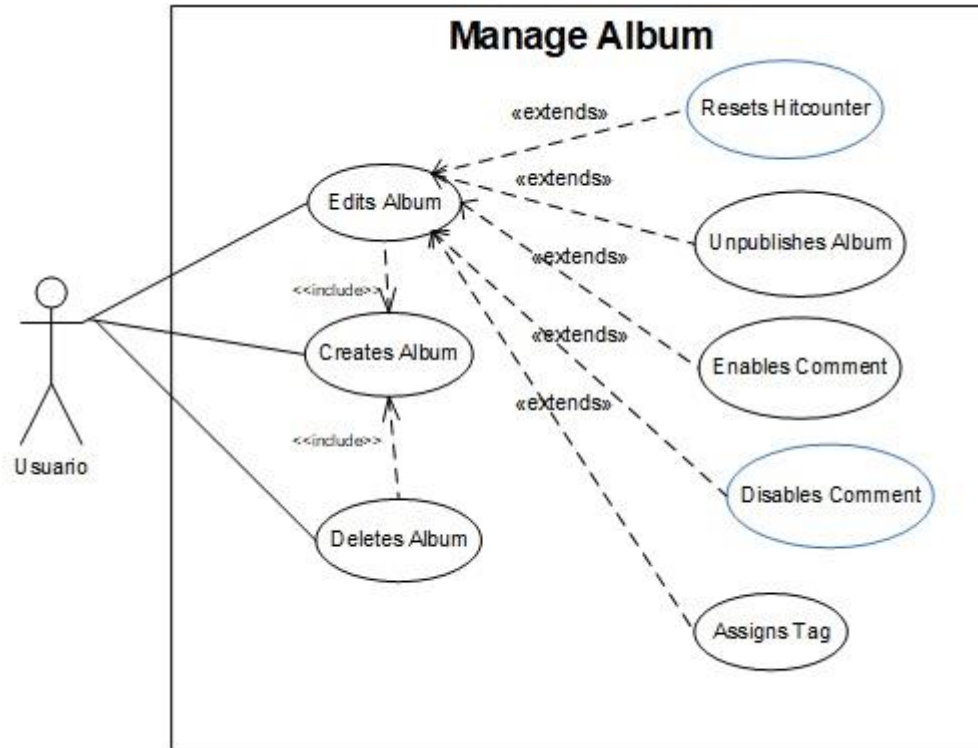 Manage Album
Resets Hitcounter
«extends»
«extends»
Edits Album
Unpublishes Album
«extends»
<<include>>
«extends»
Creates Album
Enables Comment
«extends»
<<include>>
Usuario
Disables Comment
Deletes Album
Assigns Tag